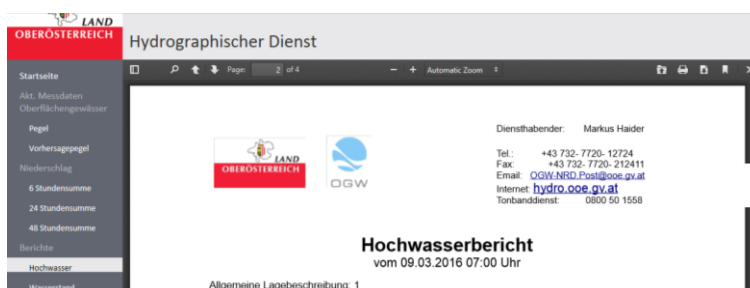 LAND
OBERÖSTERREICH
Hydrographischer Dienst
Startseite
Akt. Messdaten
Oberflächengewässer
Pegel
Vorhersagepegel
Niederschlag
6 Stundensumme
24 Stundensumme
48 Stundensumme
Berichte
Hochwasser
Wasserstand
Page: 2 of 4
Automatic Zoom
LAND
OBERÖSTERREICH
OGW
Diensthabender: Markus Haider
Tel.: +43 732- 7720- 12724
Fax: +43 732- 7720- 212411
Email: OGW-NRD.Post@ooe.gv.at
Internet: hydro.ooe.gv.at
Tonbanddienst: 0800 50 1558
Hochwasserbericht
vom 09.03.2016 07:00 Uhr
Allgemeine Lagebeschreibung: 1